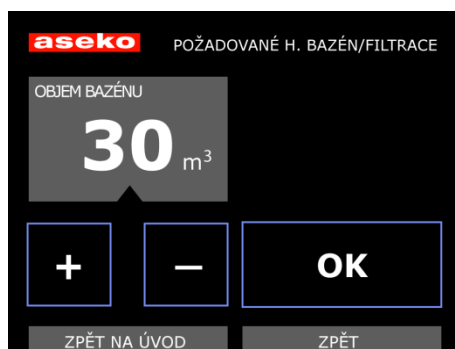 aseko POŽADOVANÉ H. BAZÉN/FILTRACE
OBJEM BAZÉNU
30 m³
+ − OK
ZPĚT NA ÚVOD ZPĚT